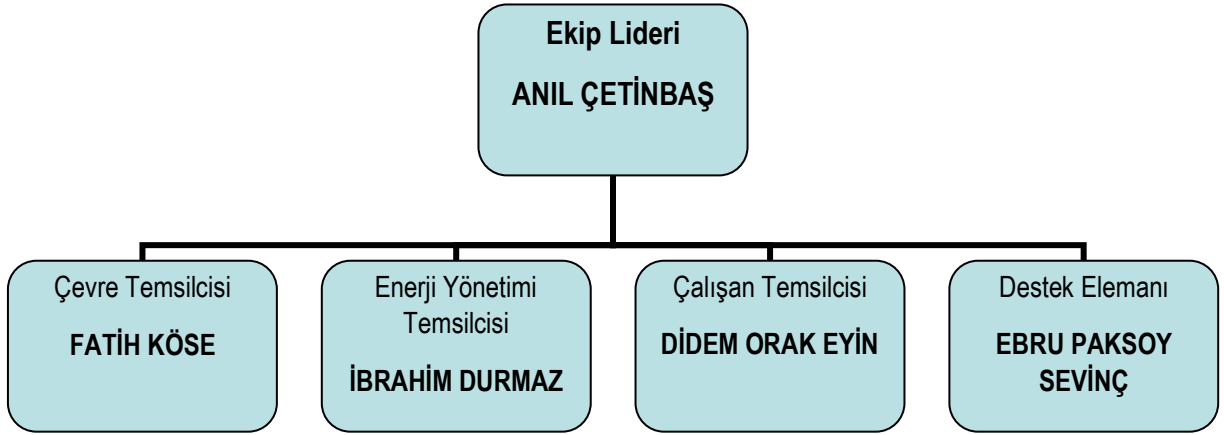 Ekip Lideri
ANIL ÇETİNBAŞ
Çevre Temsilcisi
FATİH KÖSE
Enerji Yönetimi
Temsilcisi
İBRAHİM DURMAZ
Çalışan Temsilcisi
DİDEM ORAK EYİN
Destek Elemanı
EBRU PAKSOY
SEVİNÇ